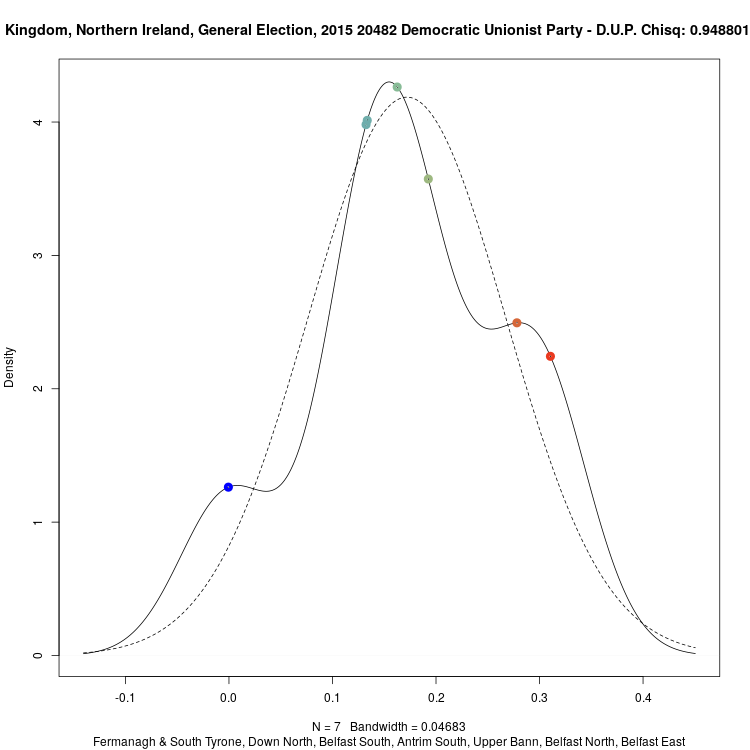 Kingdom, Northern Ireland, General Election, 2015 20482 Democratic Unionist Party - D.U.P. Chisq: 0.948801
Density
4
3
2
1
0
-0.1 0.0 0.1 0.2 0.3 0.4
N = 7 Bandwidth = 0.04683
Fermanagh & South Tyrone, Down North, Belfast South, Antrim South, Upper Bann, Belfast North, Belfast East